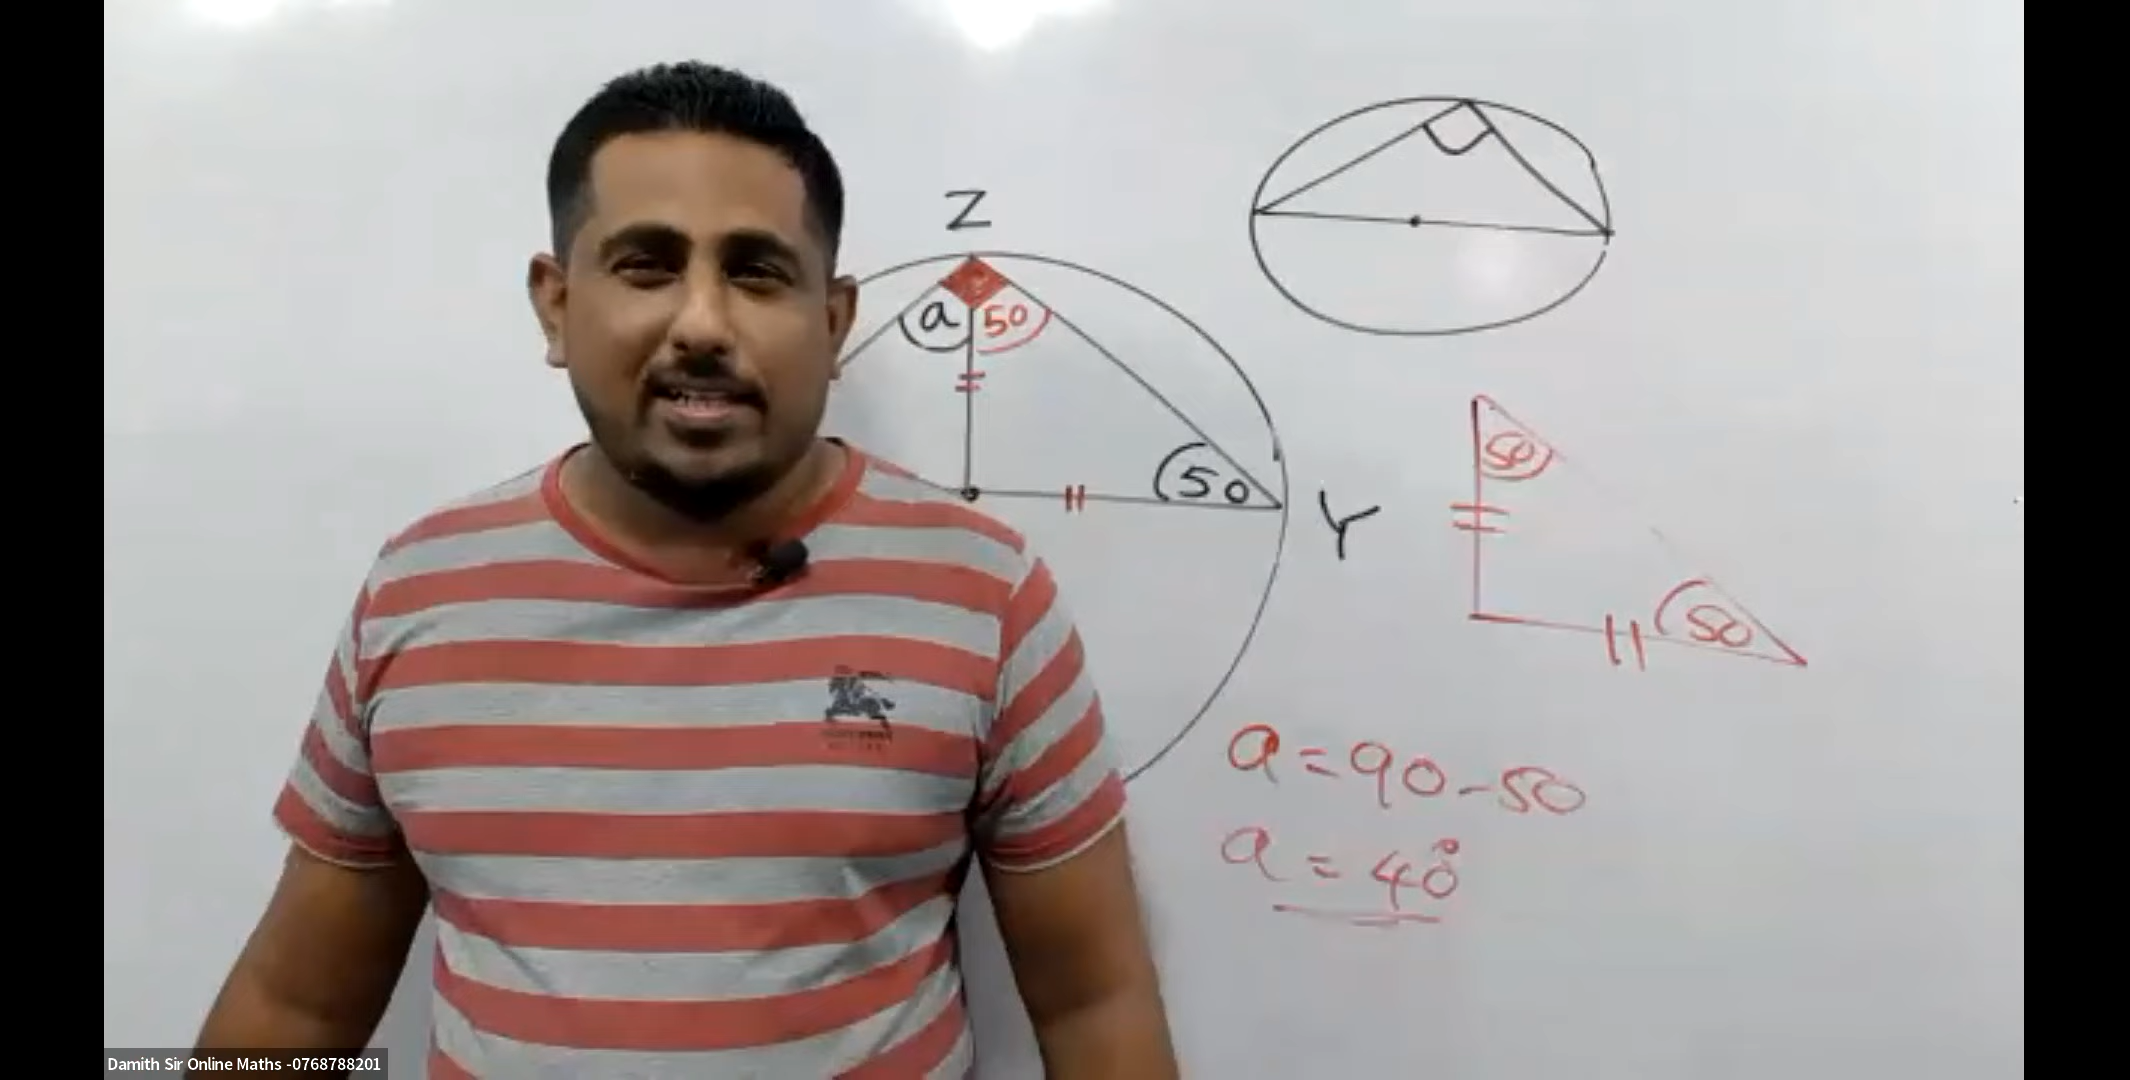 Z
a 50
50
Y
50
50
a = 90 - 50
a = 40°
Damith Sir Online Maths -0768788201